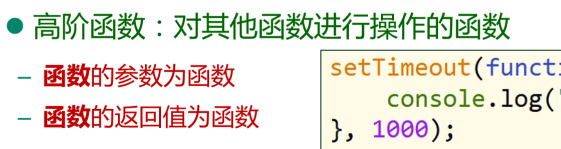 高阶函数：对其他函数进行操作的函数
– 函数的参数为函数
– 函数的返回值为函数
setTimeout(
console.log(
}, 1000);